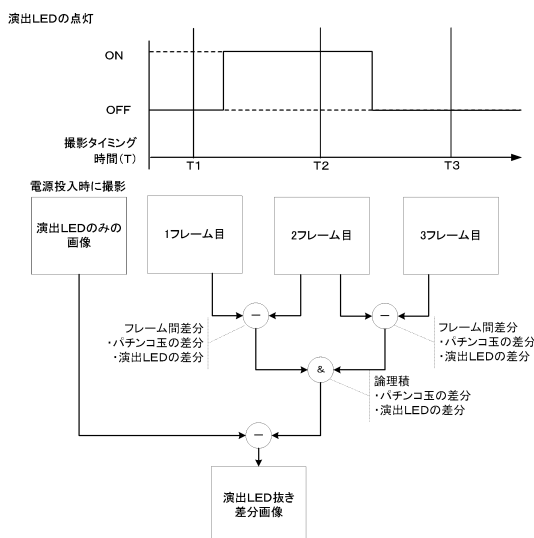 演出LEDの点灯
ON
OFF
撮影タイミング
時間(T)
T1
T2
T3
電源投入時に撮影
演出LEDのみの
画像
1フレーム目
2フレーム目
3フレーム目
−
−
フレーム間差分
・パチンコ玉の差分
・演出LEDの差分
フレーム間差分
・パチンコ玉の差分
・演出LEDの差分
&
論理積
・パチンコ玉の差分
・演出LEDの差分
−
演出LED抜き
差分画像